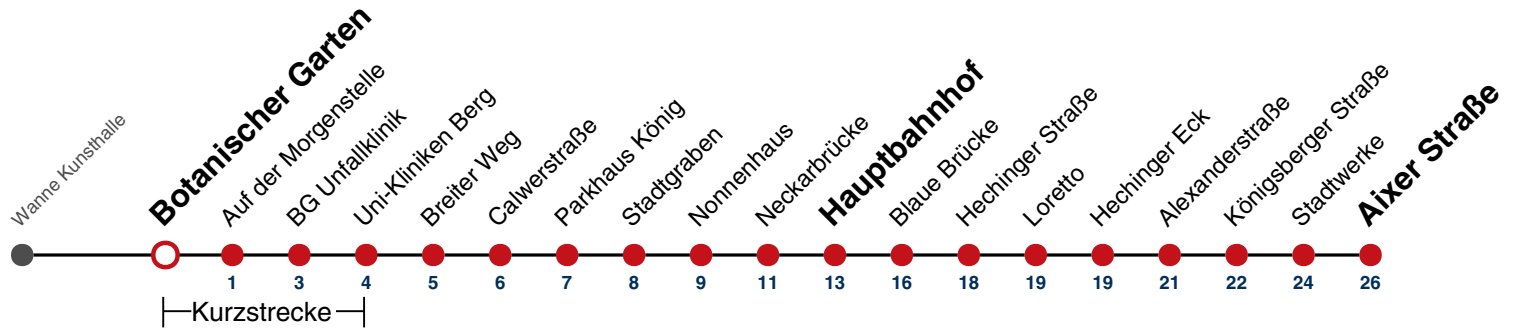 Wanne Kunsthalle
Botanischer Garten
Auf der Morgenstelle
BG Unfallklinik
Uni-Kliniken Berg
Breiter Weg
Calwerstraße
Parkhaus König
Stadtgraben
Nonnenhaus
Neckarbrücke
Hauptbahnhof
Blaue Brücke
Hechinger Straße
Loretto
Hechinger Eck
Alexanderstraße
Königsberger Straße
Stadtwerke
Aixer Straße
1 3 4 5 6 7 8 9 11 13 16 18 19 19 21 22 24 26
Kurzstrecke